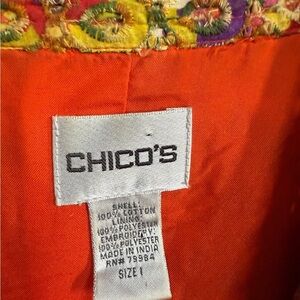 CHICO'S
SHELL:
100% COTTON
LINING:
100% POLYESTER
EMBROIDERY:
100% POLYESTER
MADE IN INDIA
RN# 79984
SIZE 1